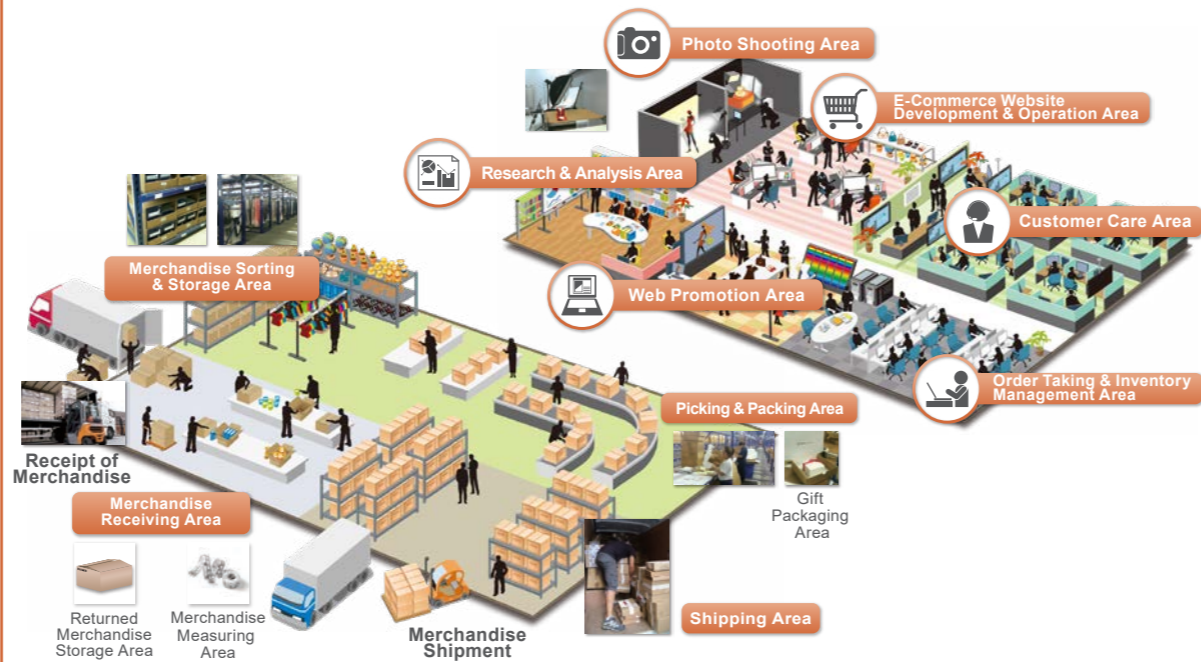 Photo Shooting Area
E-Commerce Website
Development & Operation Area
Research & Analysis Area
Customer Care Area
Merchandise Sorting
& Storage Area
Web Promotion Area
Order Taking & Inventory
Management Area
Picking & Packing Area
Receipt of
Merchandise
Gift
Packaging
Area
Merchandise
Receiving Area
Returned
Merchandise
Storage Area
Merchandise
Measuring
Area
Merchandise
Shipment
Shipping Area